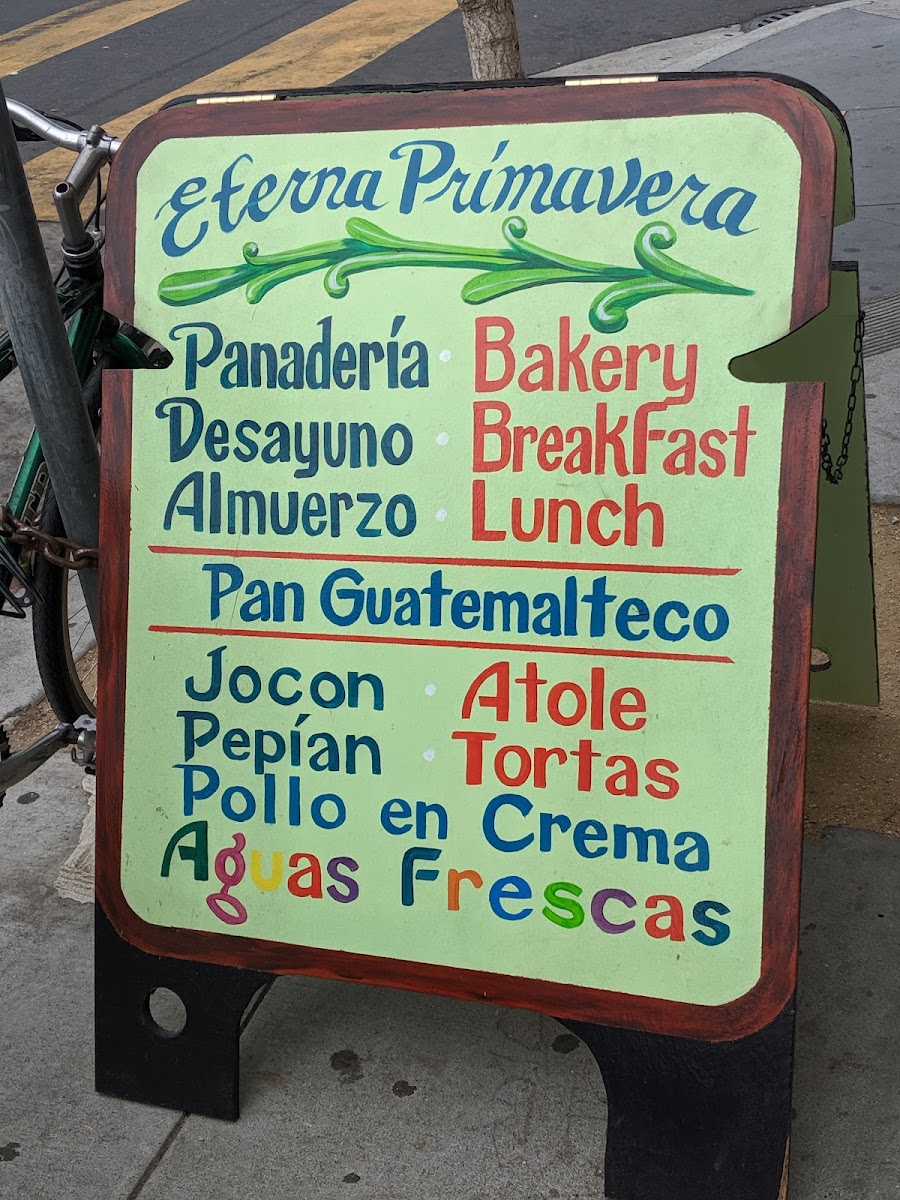 Eterna Primavera
Panadería · Bakery
Desayuno · Breakfast
Almuerzo · Lunch
Pan Guatemalteco
Jocon · Atole
Pepían · Tortas
Pollo en Crema
Aguas Frescas